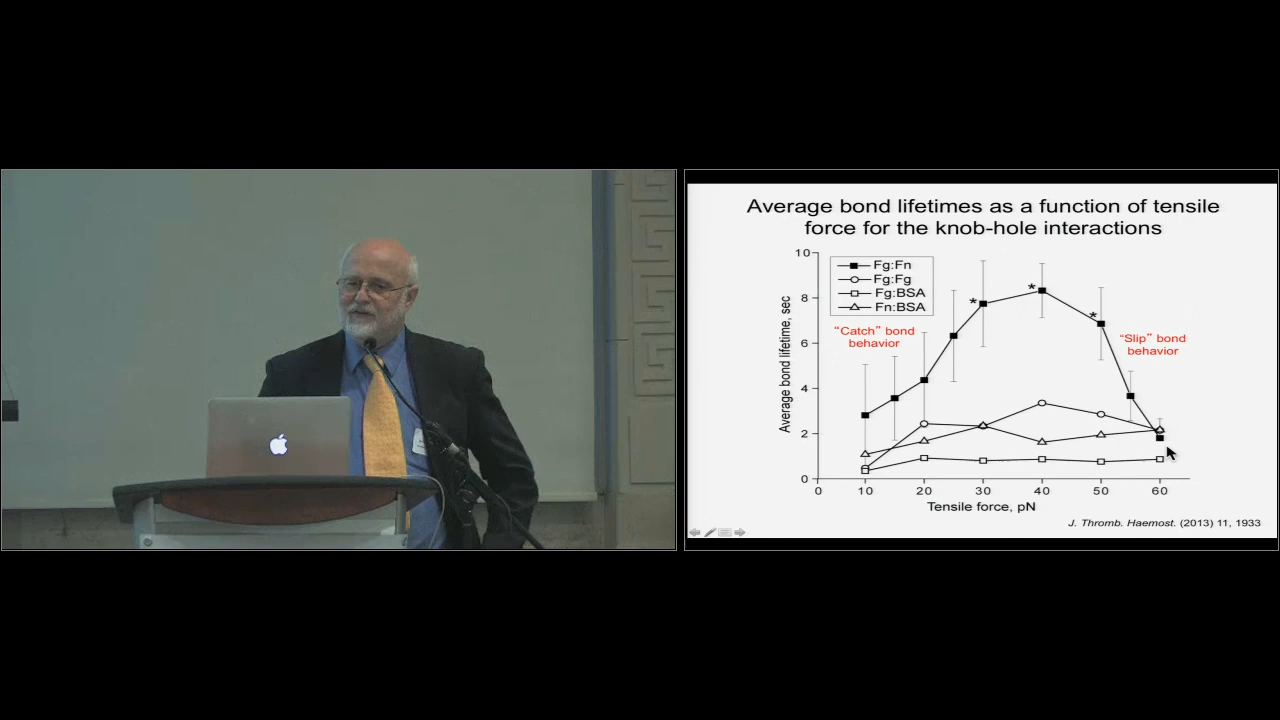 Average bond lifetimes as a function of tensile
force for the knob-hole interactions
10
8
6
4
2
0
Average bond lifetime, sec
Fg:Fn
Fg:Fg
Fg:BSA
Fn:BSA
“Catch” bond
behavior
*
*
*
“Slip” bond
behavior
0 10 20 30 40 50 60
Tensile force, pN
J. Thromb. Haemost. (2013) 11, 1933